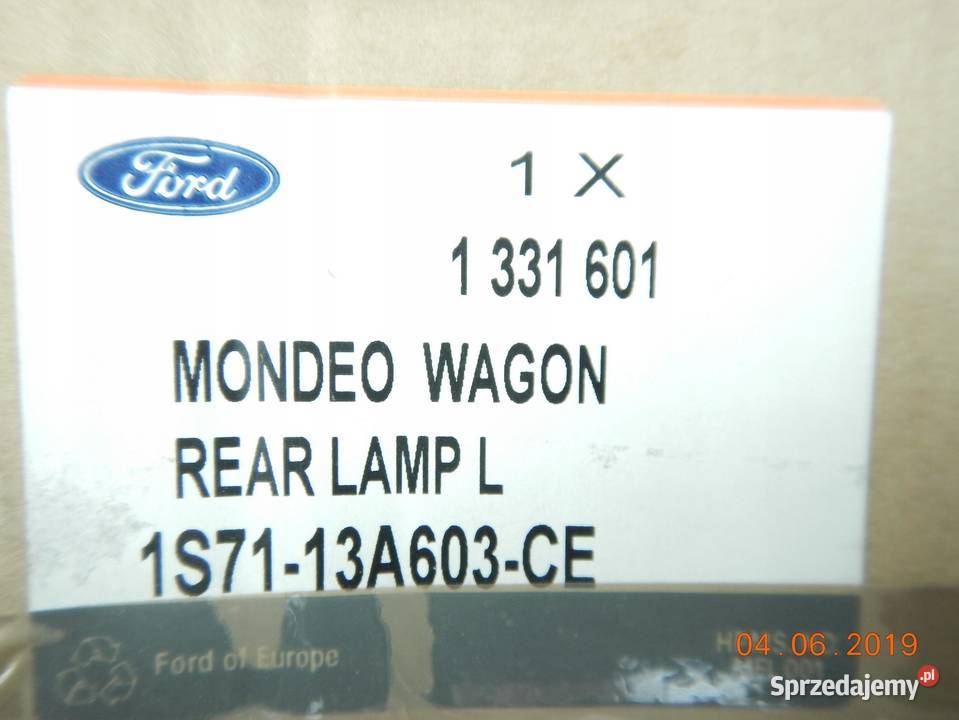 Ford
1 X
1 331 601
MONDEO WAGON
REAR LAMP L
1S71-13A603-CE
Ford of Europe
04.06.2019
Sprzedajemy.pl